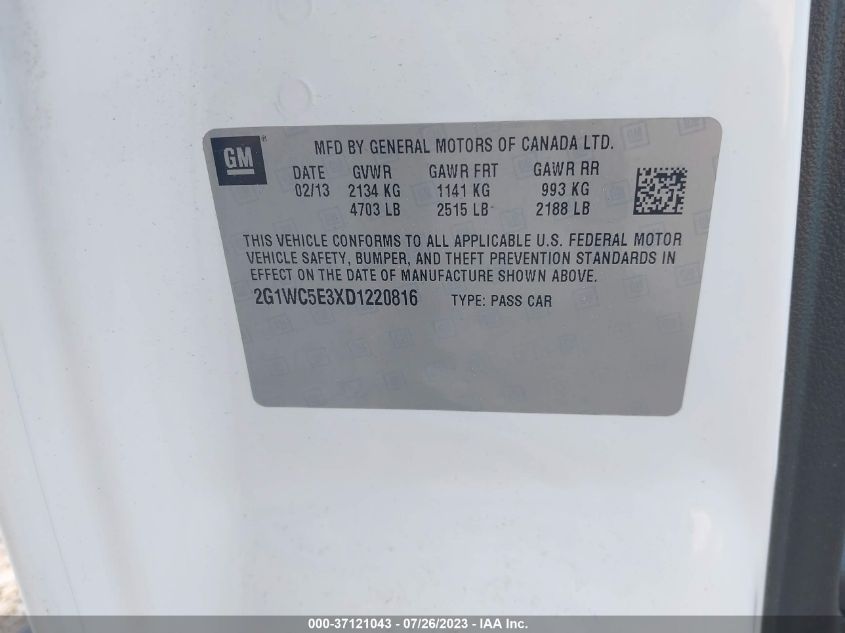 GM®
MFD BY GENERAL MOTORS OF CANADA LTD.
DATE GVWR GAWR FRT GAWR RR
02/13 2134 KG 1141 KG 993 KG
4703 LB 2515 LB 2188 LB
THIS VEHICLE CONFORMS TO ALL APPLICABLE U.S. FEDERAL MOTOR
VEHICLE SAFETY, BUMPER, AND THEFT PREVENTION STANDARDS IN
EFFECT ON THE DATE OF MANUFACTURE SHOWN ABOVE.
2G1WC5E3XD1220816 TYPE: PASS CAR
000-37121043 / 07/26/2023 - IAA Inc.